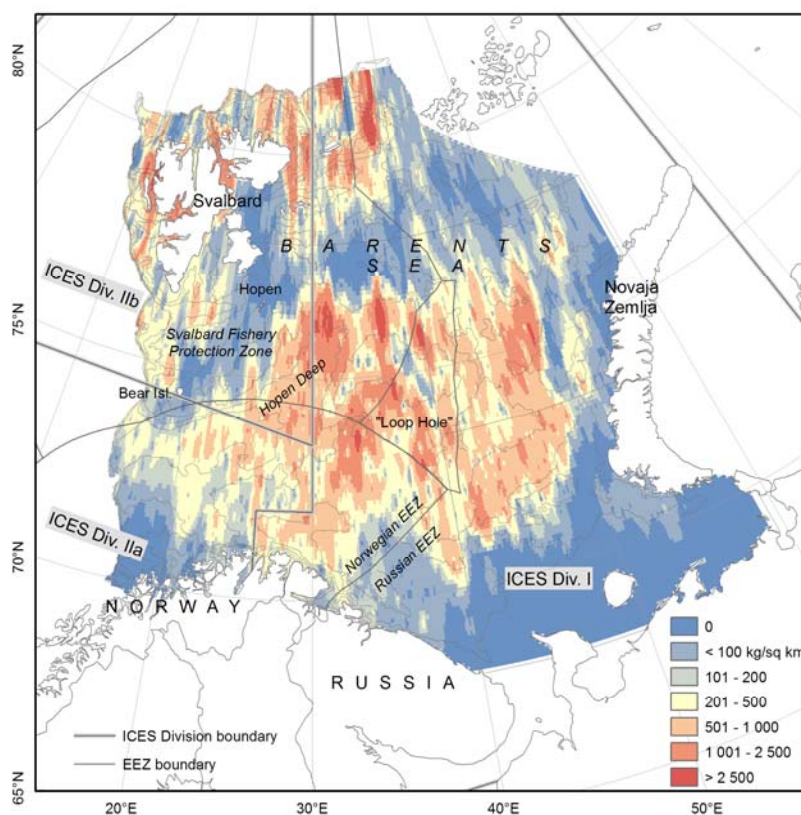 80°N
75°N
70°N
65°N
20°E
30°E
40°E
50°E
Svalbard
B A R E N T S
S E A
ICES Div. IIb
Hopen
Novaja
Zemlja
Svalbard Fishery
Protection Zone
Bear Isl.
Hopen Deep
"Loop Hole"
ICES Div. IIa
Norwegian EEZ
Russian EEZ
ICES Div. I
N O R W A Y
R U S S I A
ICES Division boundary
EEZ boundary
0
< 100 kg/sq km
101 - 200
201 - 500
501 - 1 000
1 001 - 2 500
> 2 500